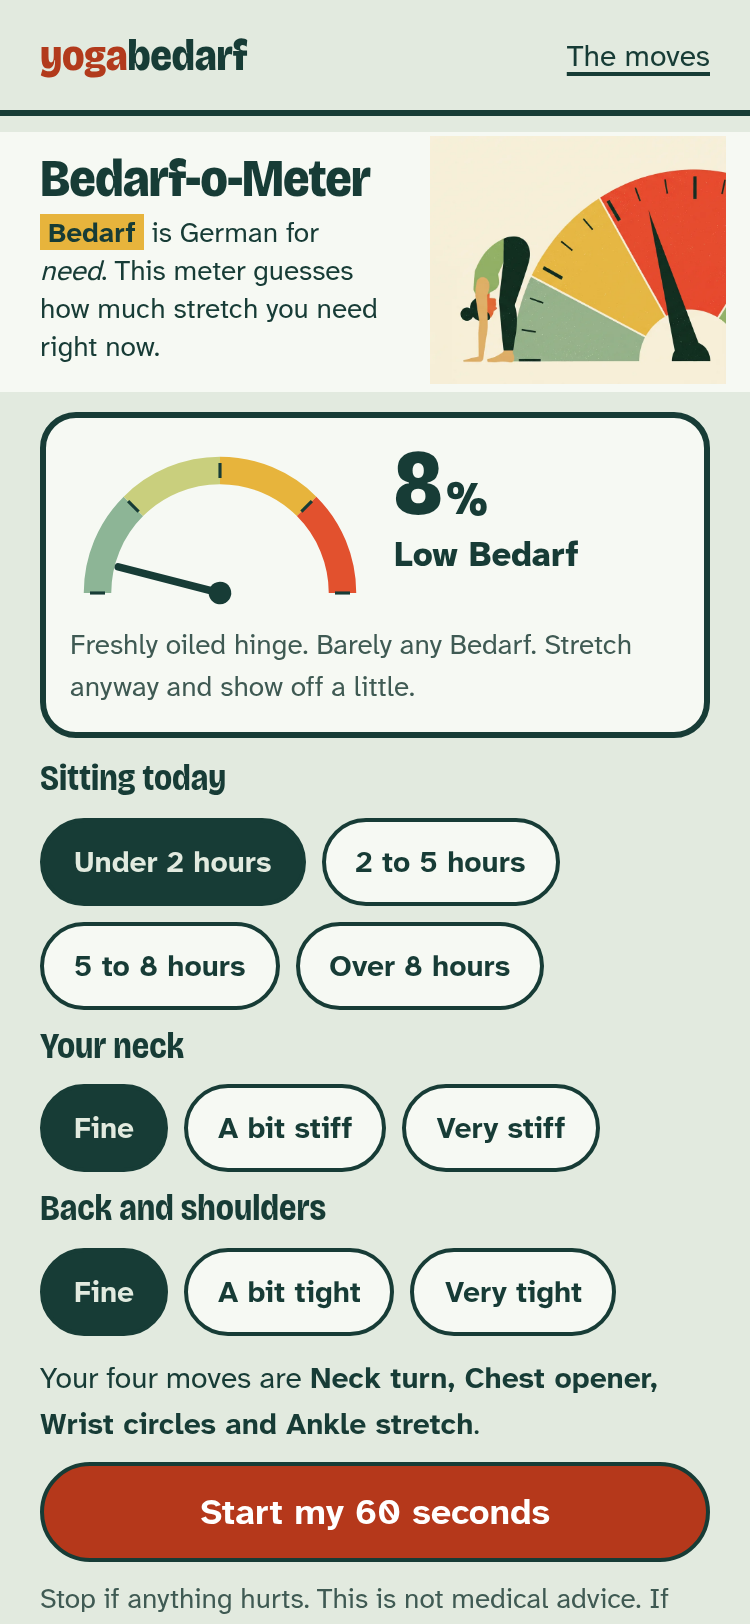 yogabedarf
The moves
Bedarf-o-Meter
Bedarf is German for
need. This meter guesses
how much stretch you need
right now.
8%
Low Bedarf
Freshly oiled hinge. Barely any Bedarf. Stretch
anyway and show off a little.
Sitting today
Under 2 hours
2 to 5 hours
5 to 8 hours
Over 8 hours
Your neck
Fine
A bit stiff
Very stiff
Back and shoulders
Fine
A bit tight
Very tight
Your four moves are Neck turn, Chest opener,
Wrist circles and Ankle stretch.
Start my 60 seconds
Stop if anything hurts. This is not medical advice. If